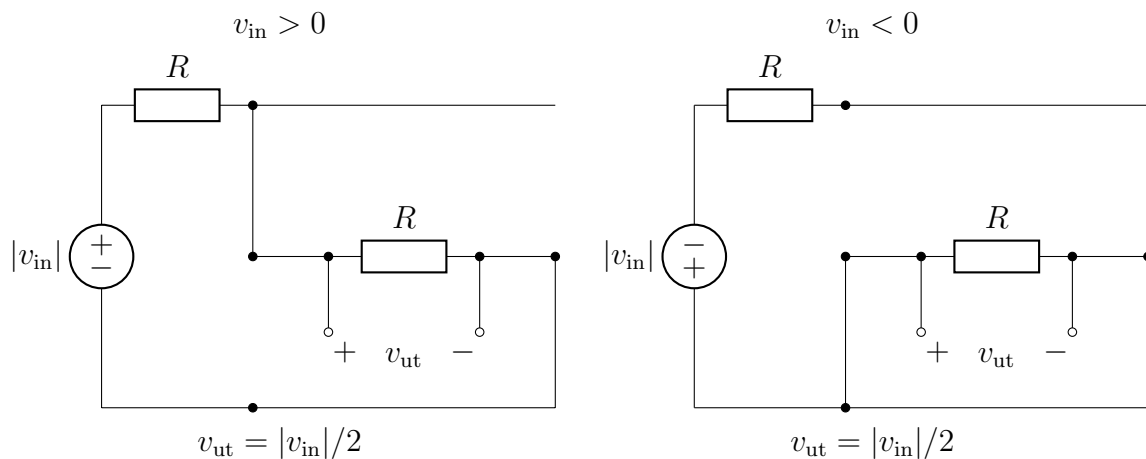 v_in > 0
R
+
−
|v_in|
R
+ v_ut −
v_ut = |v_in|/2
v_in < 0
R
−
+
|v_in|
R
+ v_ut −
v_ut = |v_in|/2